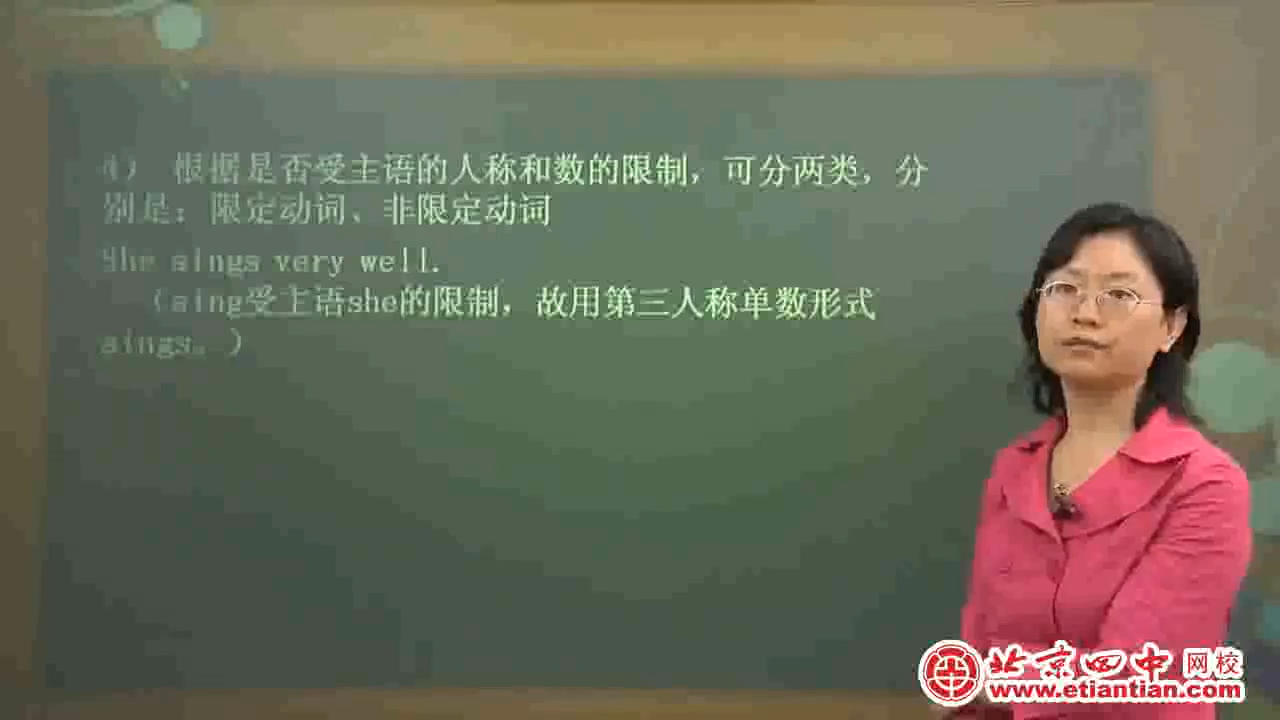 4） 根据是否受主语的人称和数的限制，可分两类，分
别是：限定动词、非限定动词
She sings very well.
（sing受主语she的限制，故用第三人称单数形式
sings。）
北京四中网校
www.etiantian.com